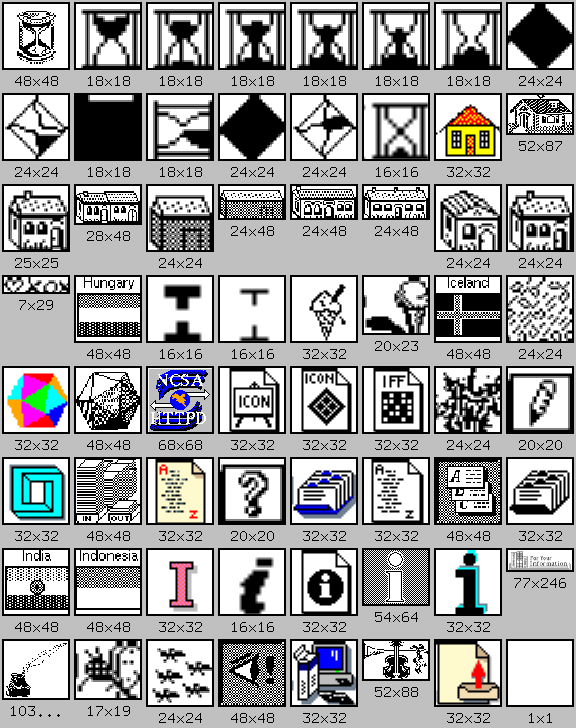 48x48 18x18 18x18 18x18 18x18 18x18 18x18 24x24
24x24 18x18 18x18 24x24 24x24 16x16 32x32 52x87
25x25 28x48 24x24 24x48 24x48 24x48 24x24 24x24
Hungary Iceland
7x29 48x48 16x16 16x16 32x32 20x23 48x48 24x24
NCSA HTTPD ICON ICON IFF
32x32 48x48 68x68 32x32 32x32 32x32 24x24 20x20
IN OUT A Z ? A Z A B C
32x32 48x48 32x32 20x20 32x32 32x32 48x48 32x32
India Indonesia I i i i i For Your Information
48x48 48x48 32x32 16x16 32x32 54x64 32x32 77x246
!
103... 17x19 24x24 48x48 32x32 52x88 32x32 1x1